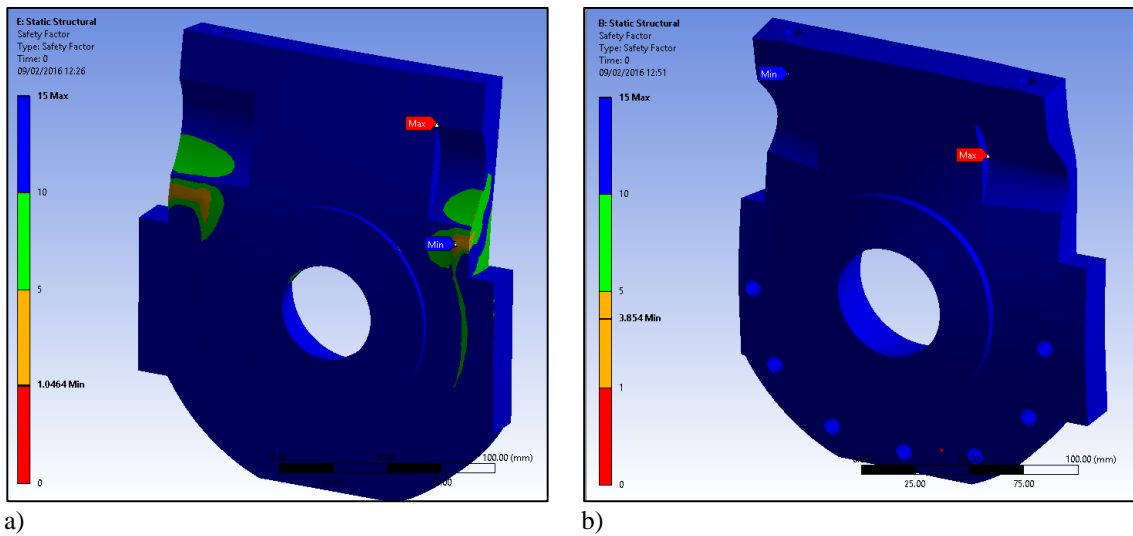 E: Static Structural
Safety Factor
Type: Safety Factor
Time: 0
09/02/2016 12:26
15 Max
10
5
1.0464 Min
0
Max
Min
0.00
100.00 (mm)
B: Static Structural
Safety Factor
Type: Safety Factor
Time: 0
09/02/2016 12:51
15 Max
10
5
3.854 Min
1
0
Min
Max
100.00 (mm)
25.00
75.00
a)
b)